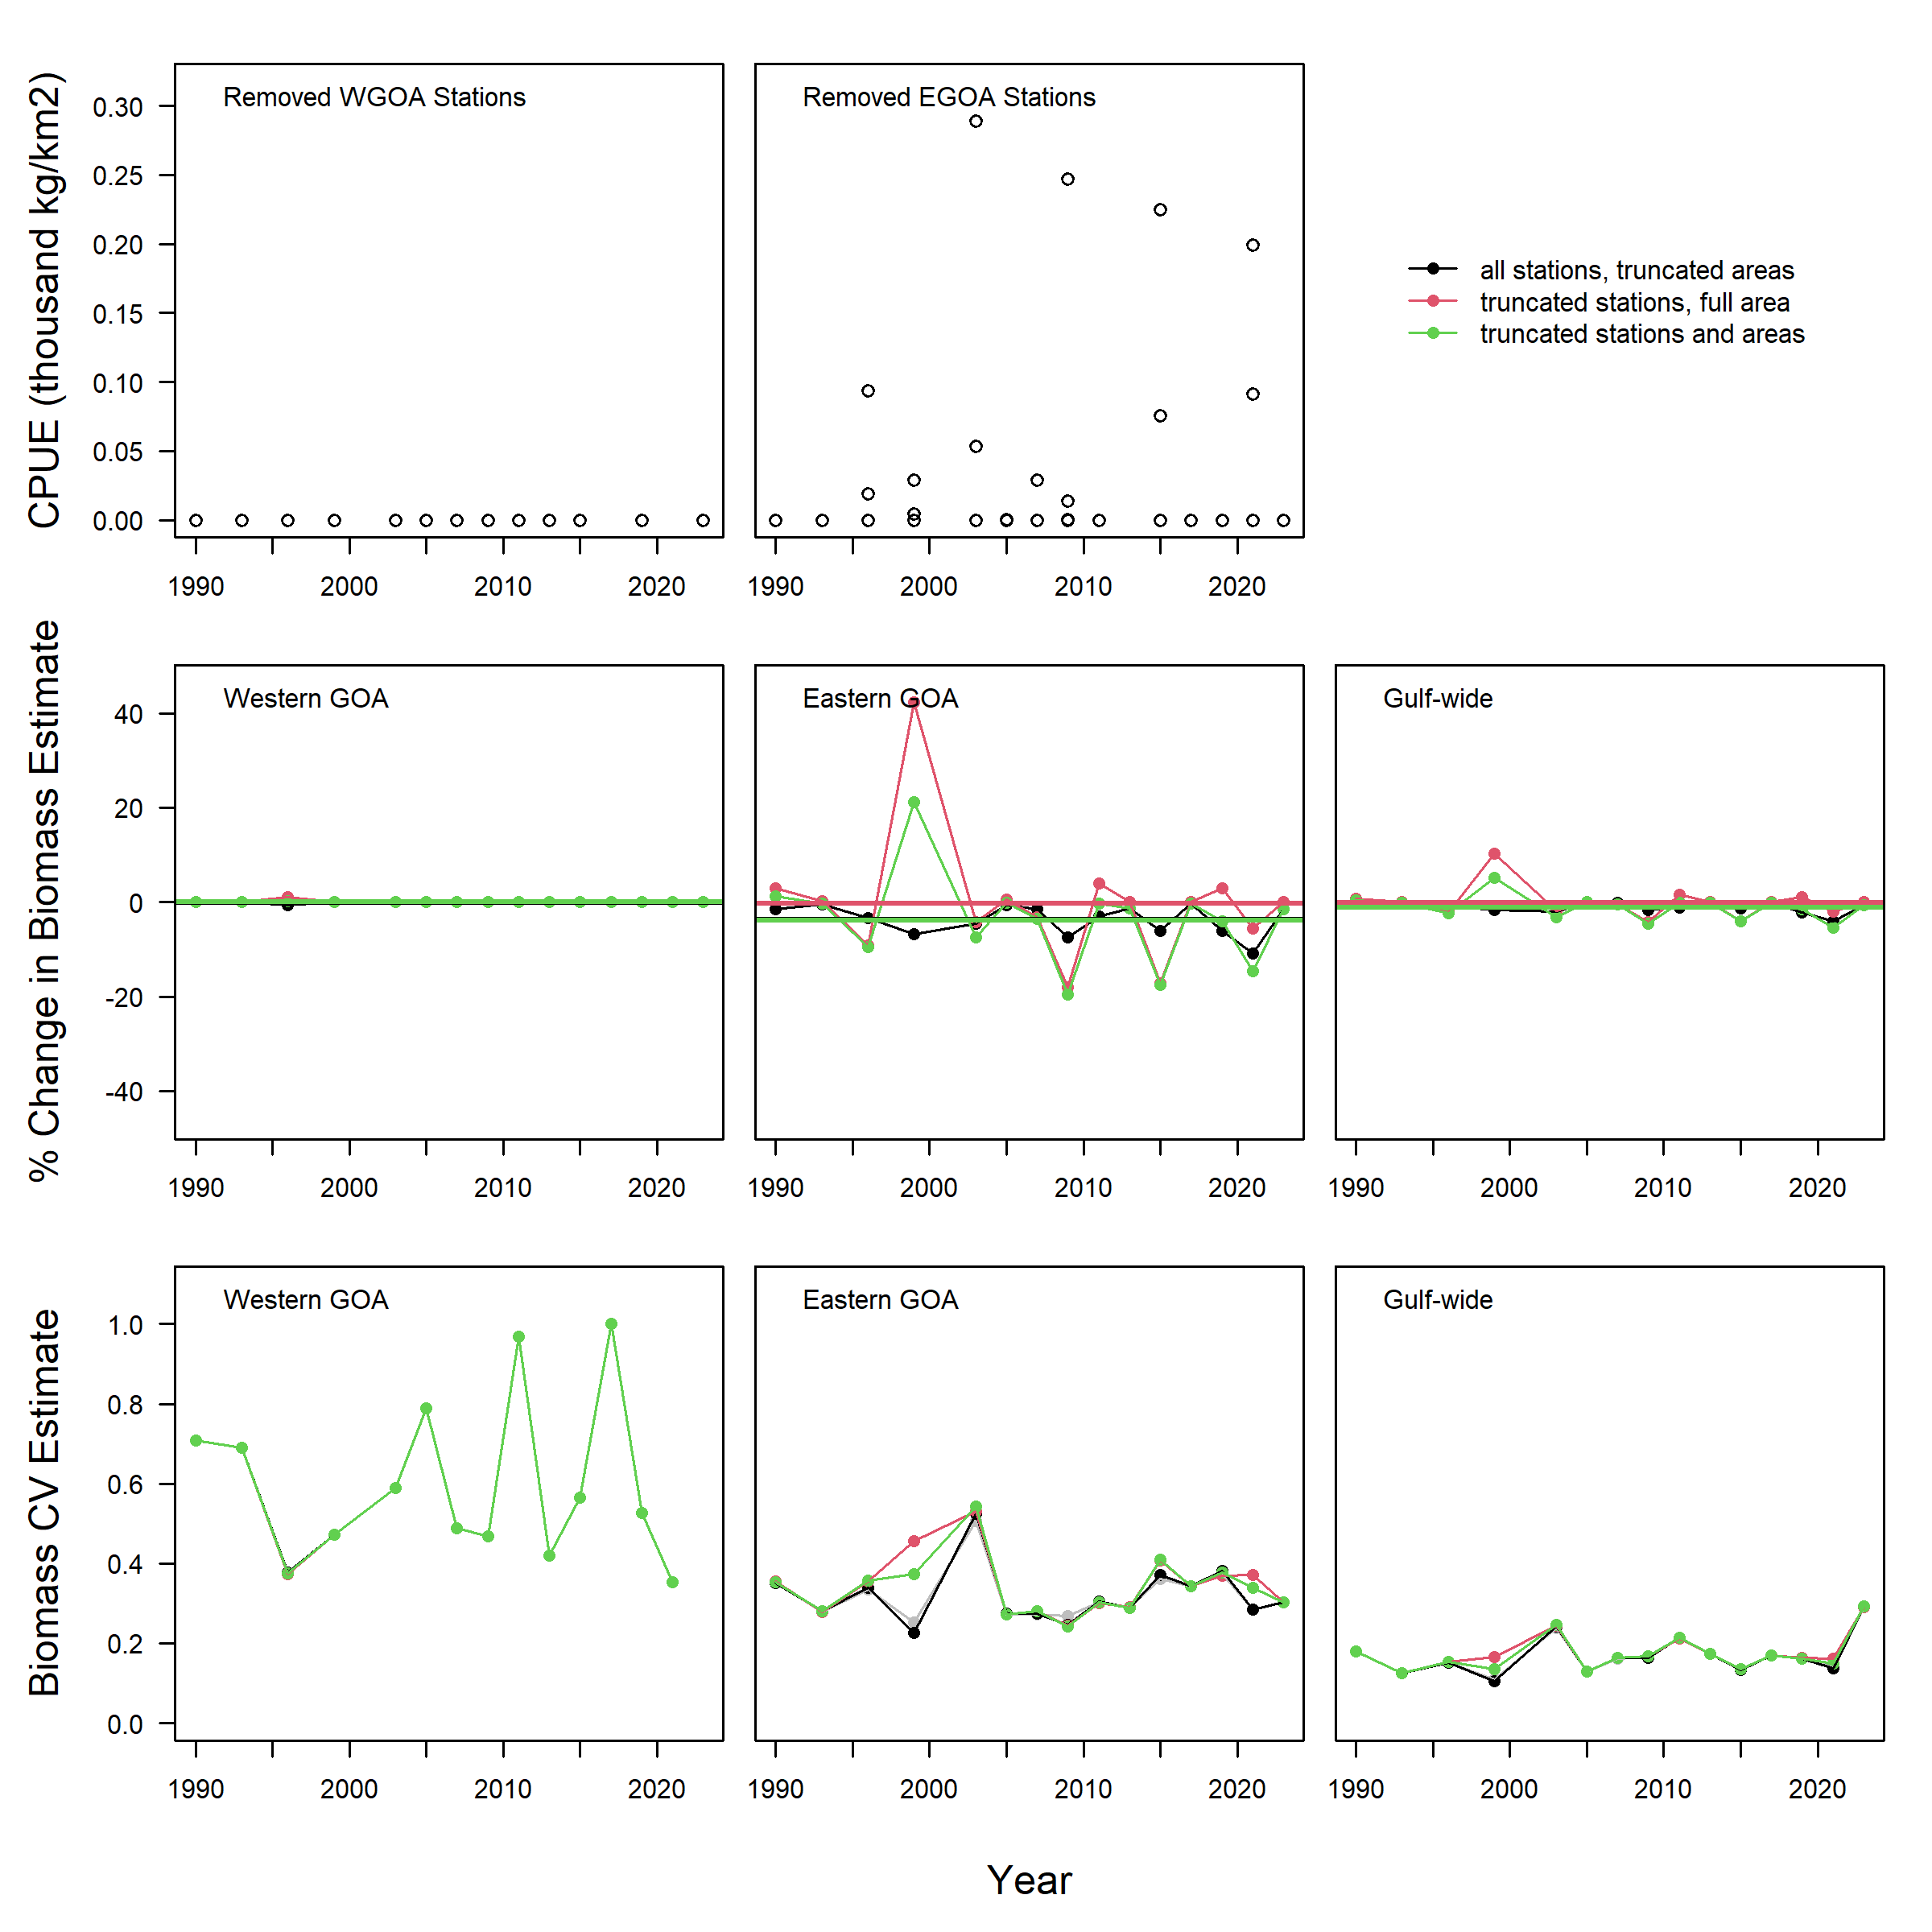 CPUE (thousand kg/km2)
0.30
0.25
0.20
0.15
0.10
0.05
0.00
Removed WGOA Stations
1990 2000 2010 2020
Removed EGOA Stations
1990 2000 2010 2020
all stations, truncated areas
truncated stations, full area
truncated stations and areas
% Change in Biomass Estimate
40
20
0
-20
-40
Western GOA
1990 2000 2010 2020
Eastern GOA
1990 2000 2010 2020
Gulf-wide
1990 2000 2010 2020
Biomass CV Estimate
1.0
0.8
0.6
0.4
0.2
0.0
Western GOA
1990 2000 2010 2020
Eastern GOA
1990 2000 2010 2020
Gulf-wide
1990 2000 2010 2020
Year